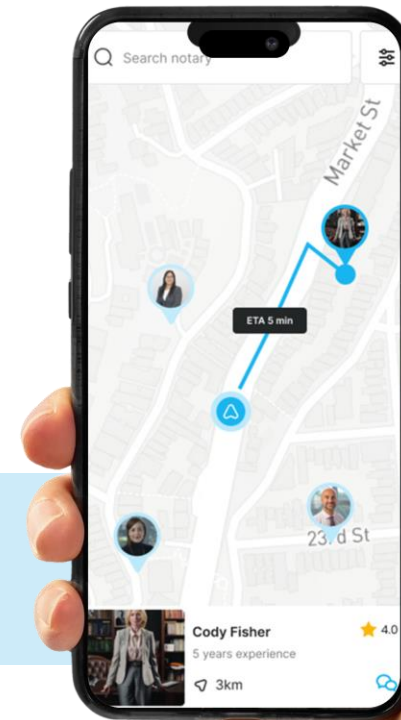 Search notary
Market St
ETA 5 min
23rd St
Cody Fisher
4.0
5 years experience
3km